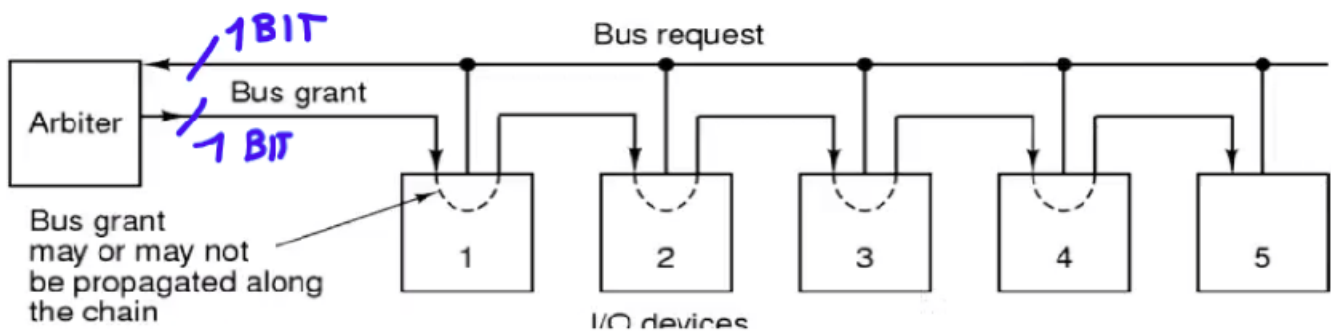 1BIT
Bus request
Bus grant
Arbiter
1 BIT
Bus grant
may or may not
be propagated along
the chain
1
2
3
4
5
I/O devices